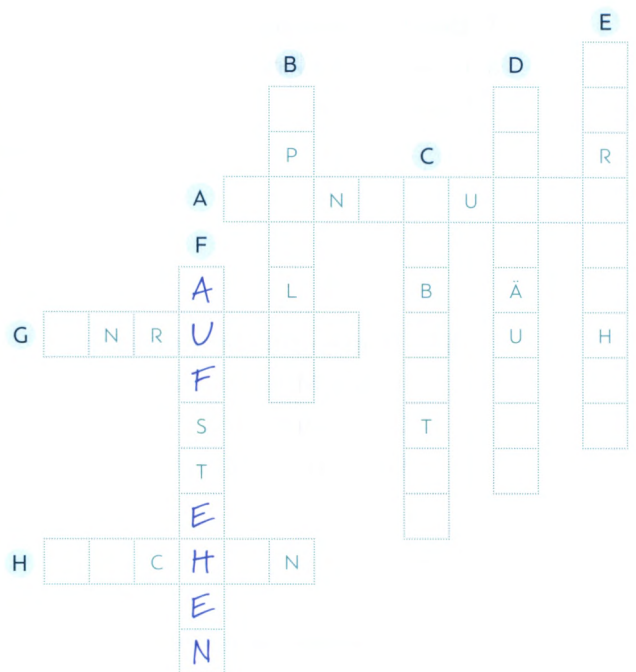 E
B D
P C R
A N U
F
A L B Ä
G N R U U H
F
S T
T
E
H C H N
E
N